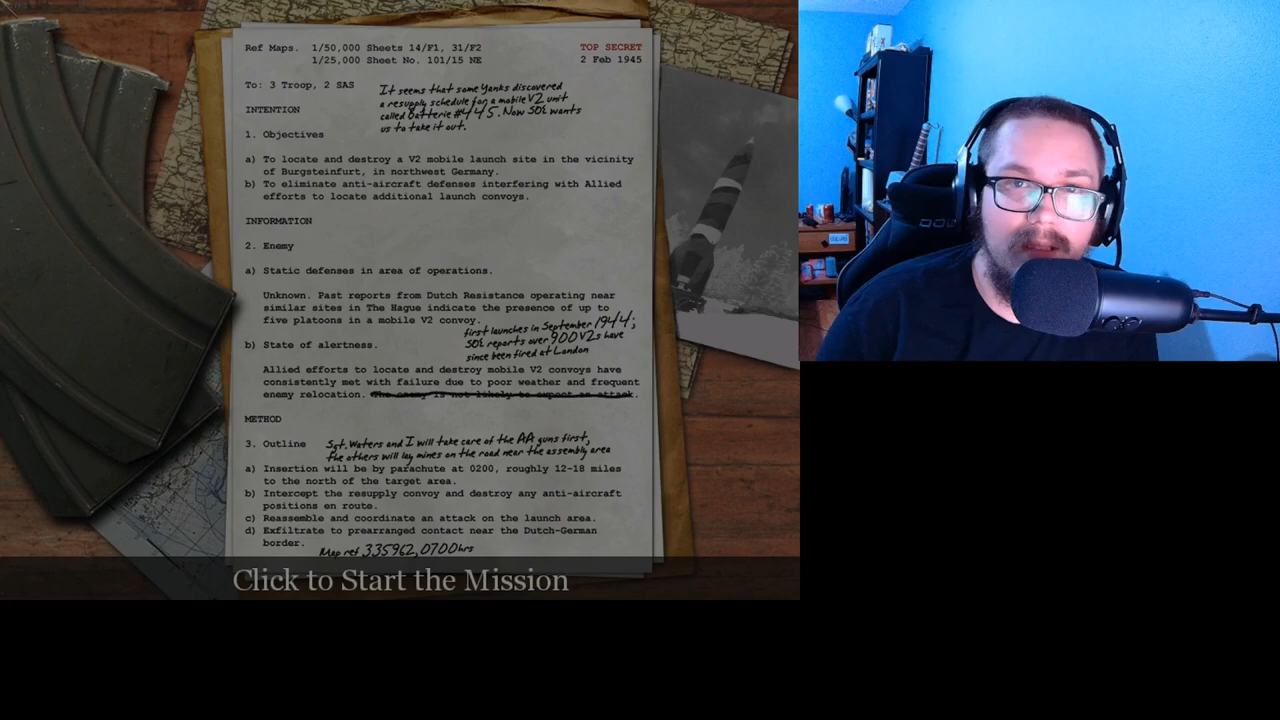 Ref Maps. 1/50,000 Sheets 14/F1, 31/F2
TOP SECRET
1/25,000 Sheet No. 101/15 NE
2 Feb 1945
To: 3 Troop, 2 SAS
It seems that some Yanks discovered
a resupply schedule for a mobile V2 unit
called Batterie #445. Now SOE wants
us to take it out.
INTENTION
1. Objectives
a) To locate and destroy a V2 mobile launch site in the vicinity
of Burgsteinfurt, in northwest Germany.
b) To eliminate anti-aircraft defenses interfering with Allied
efforts to locate additional launch convoys.
INFORMATION
2. Enemy
a) Static defenses in area of operations.
Unknown. Past reports from Dutch Resistance operating near
similar sites in The Hague indicate the presence of up to
five platoons in a mobile V2 convoy.
first launches in September 1944;
SOE reports over 900 V2s have
since been fired at London
b) State of alertness.
Allied efforts to locate and destroy mobile V2 convoys have
consistently met with failure due to poor weather and frequent
enemy relocation. The enemy is not likely to expect an attack.
METHOD
3. Outline
Sgt. Waters and I will take care of the AA guns first,
the others will lay mines on the road near the assembly area
a) Insertion will be by parachute at 0200, roughly 12-18 miles
to the north of the target area.
b) Intercept the resupply convoy and destroy any anti-aircraft
positions en route.
c) Reassemble and coordinate an attack on the launch area.
d) Exfiltrate to prearranged contact near the Dutch-German
border.
Map ref 335962, 0700hrs
Click to Start the Mission